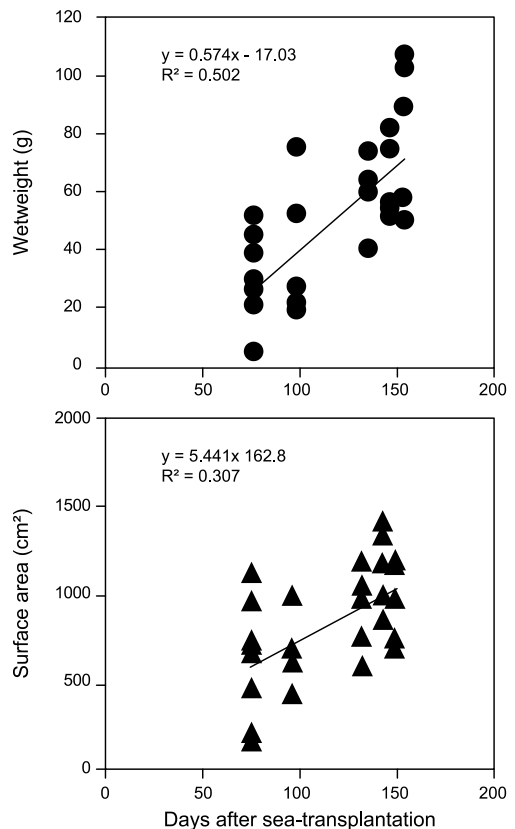 120
y = 0.574x - 17.03
R² = 0.502
100
80
60
40
20
0
Wetweight (g)
0 50 100 150 200
2000
y = 5.441x 162.8
R² = 0.307
1500
1000
500
0
Surface area (cm²)
0 50 100 150 200
Days after sea-transplantation